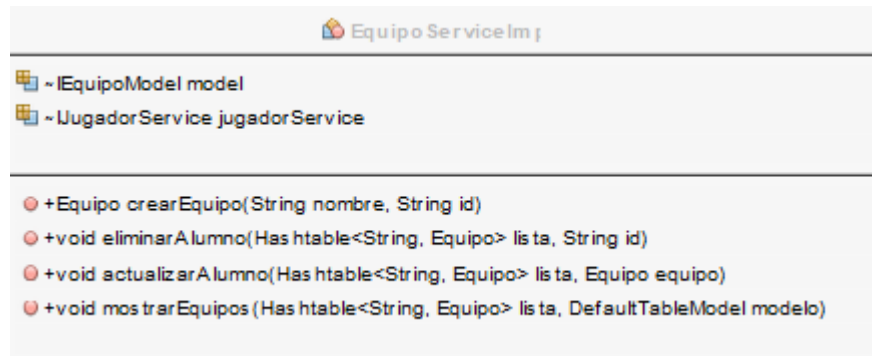 EquipoServiceImp
~IEquipoModel model
~IJugadorService jugadorService
+Equipo crearEquipo(String nombre, String id)
+void eliminarAlumno(Hashtable<String, Equipo> lista, String id)
+void actualizarAlumno(Hashtable<String, Equipo> lista, Equipo equipo)
+void mostrarEquipos(Hashtable<String, Equipo> lista, DefaultTableModel modelo)